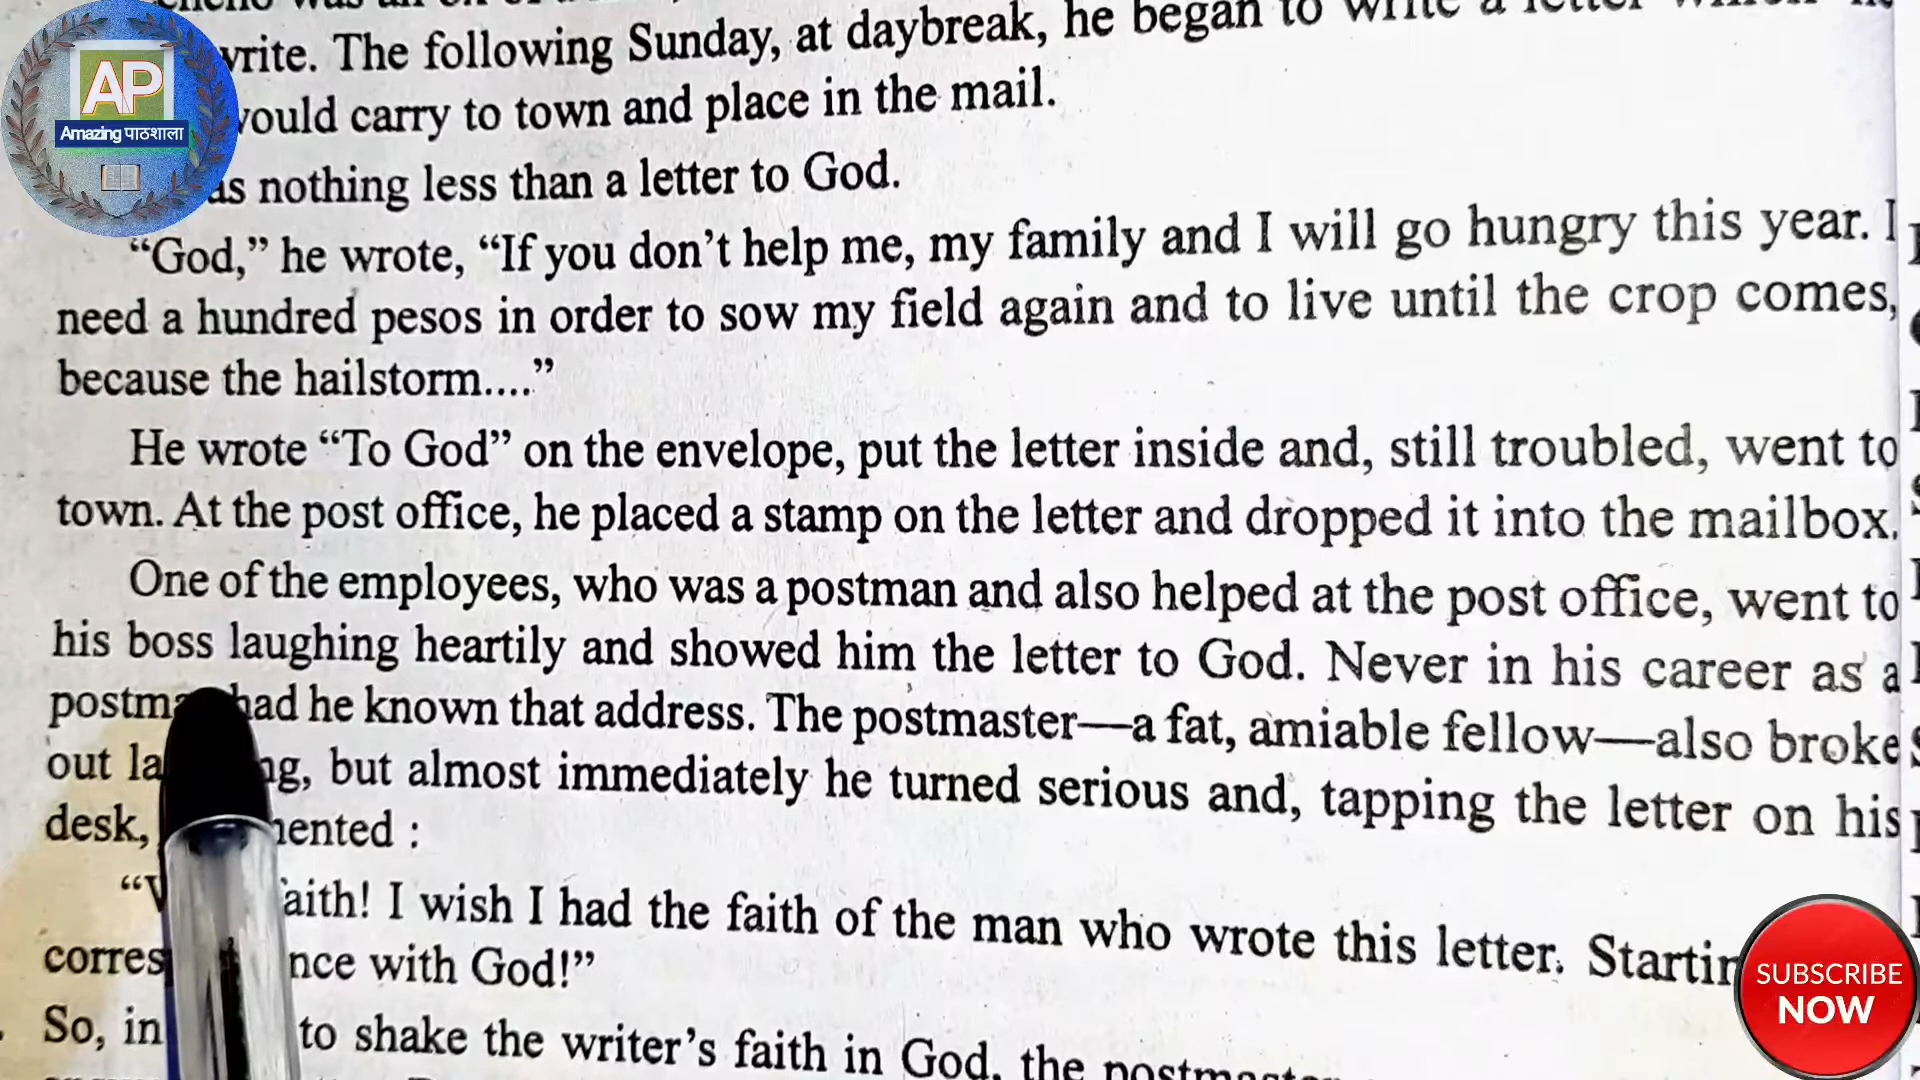 write. The following Sunday, at daybreak, he began to write a letter which he
would carry to town and place in the mail.
as nothing less than a letter to God.
“God,” he wrote, “If you don’t help me, my family and I will go hungry this year. I
need a hundred pesos in order to sow my field again and to live until the crop comes,
because the hailstorm....”
He wrote “To God” on the envelope, put the letter inside and, still troubled, went to
town. At the post office, he placed a stamp on the letter and dropped it into the mailbox.
One of the employees, who was a postman and also helped at the post office, went to
his boss laughing heartily and showed him the letter to God. Never in his career as a
had he known that address. The postmaster—a fat, amiable fellow—also broke
out but almost immediately he turned serious and, tapping the letter on his
desk, :
faith! I wish I had the faith of the man who wrote this letter.
with God!”
So, in to shake the writer’s faith in God, the
AP
Amazing पाठशाला
SUBSCRIBE
NOW